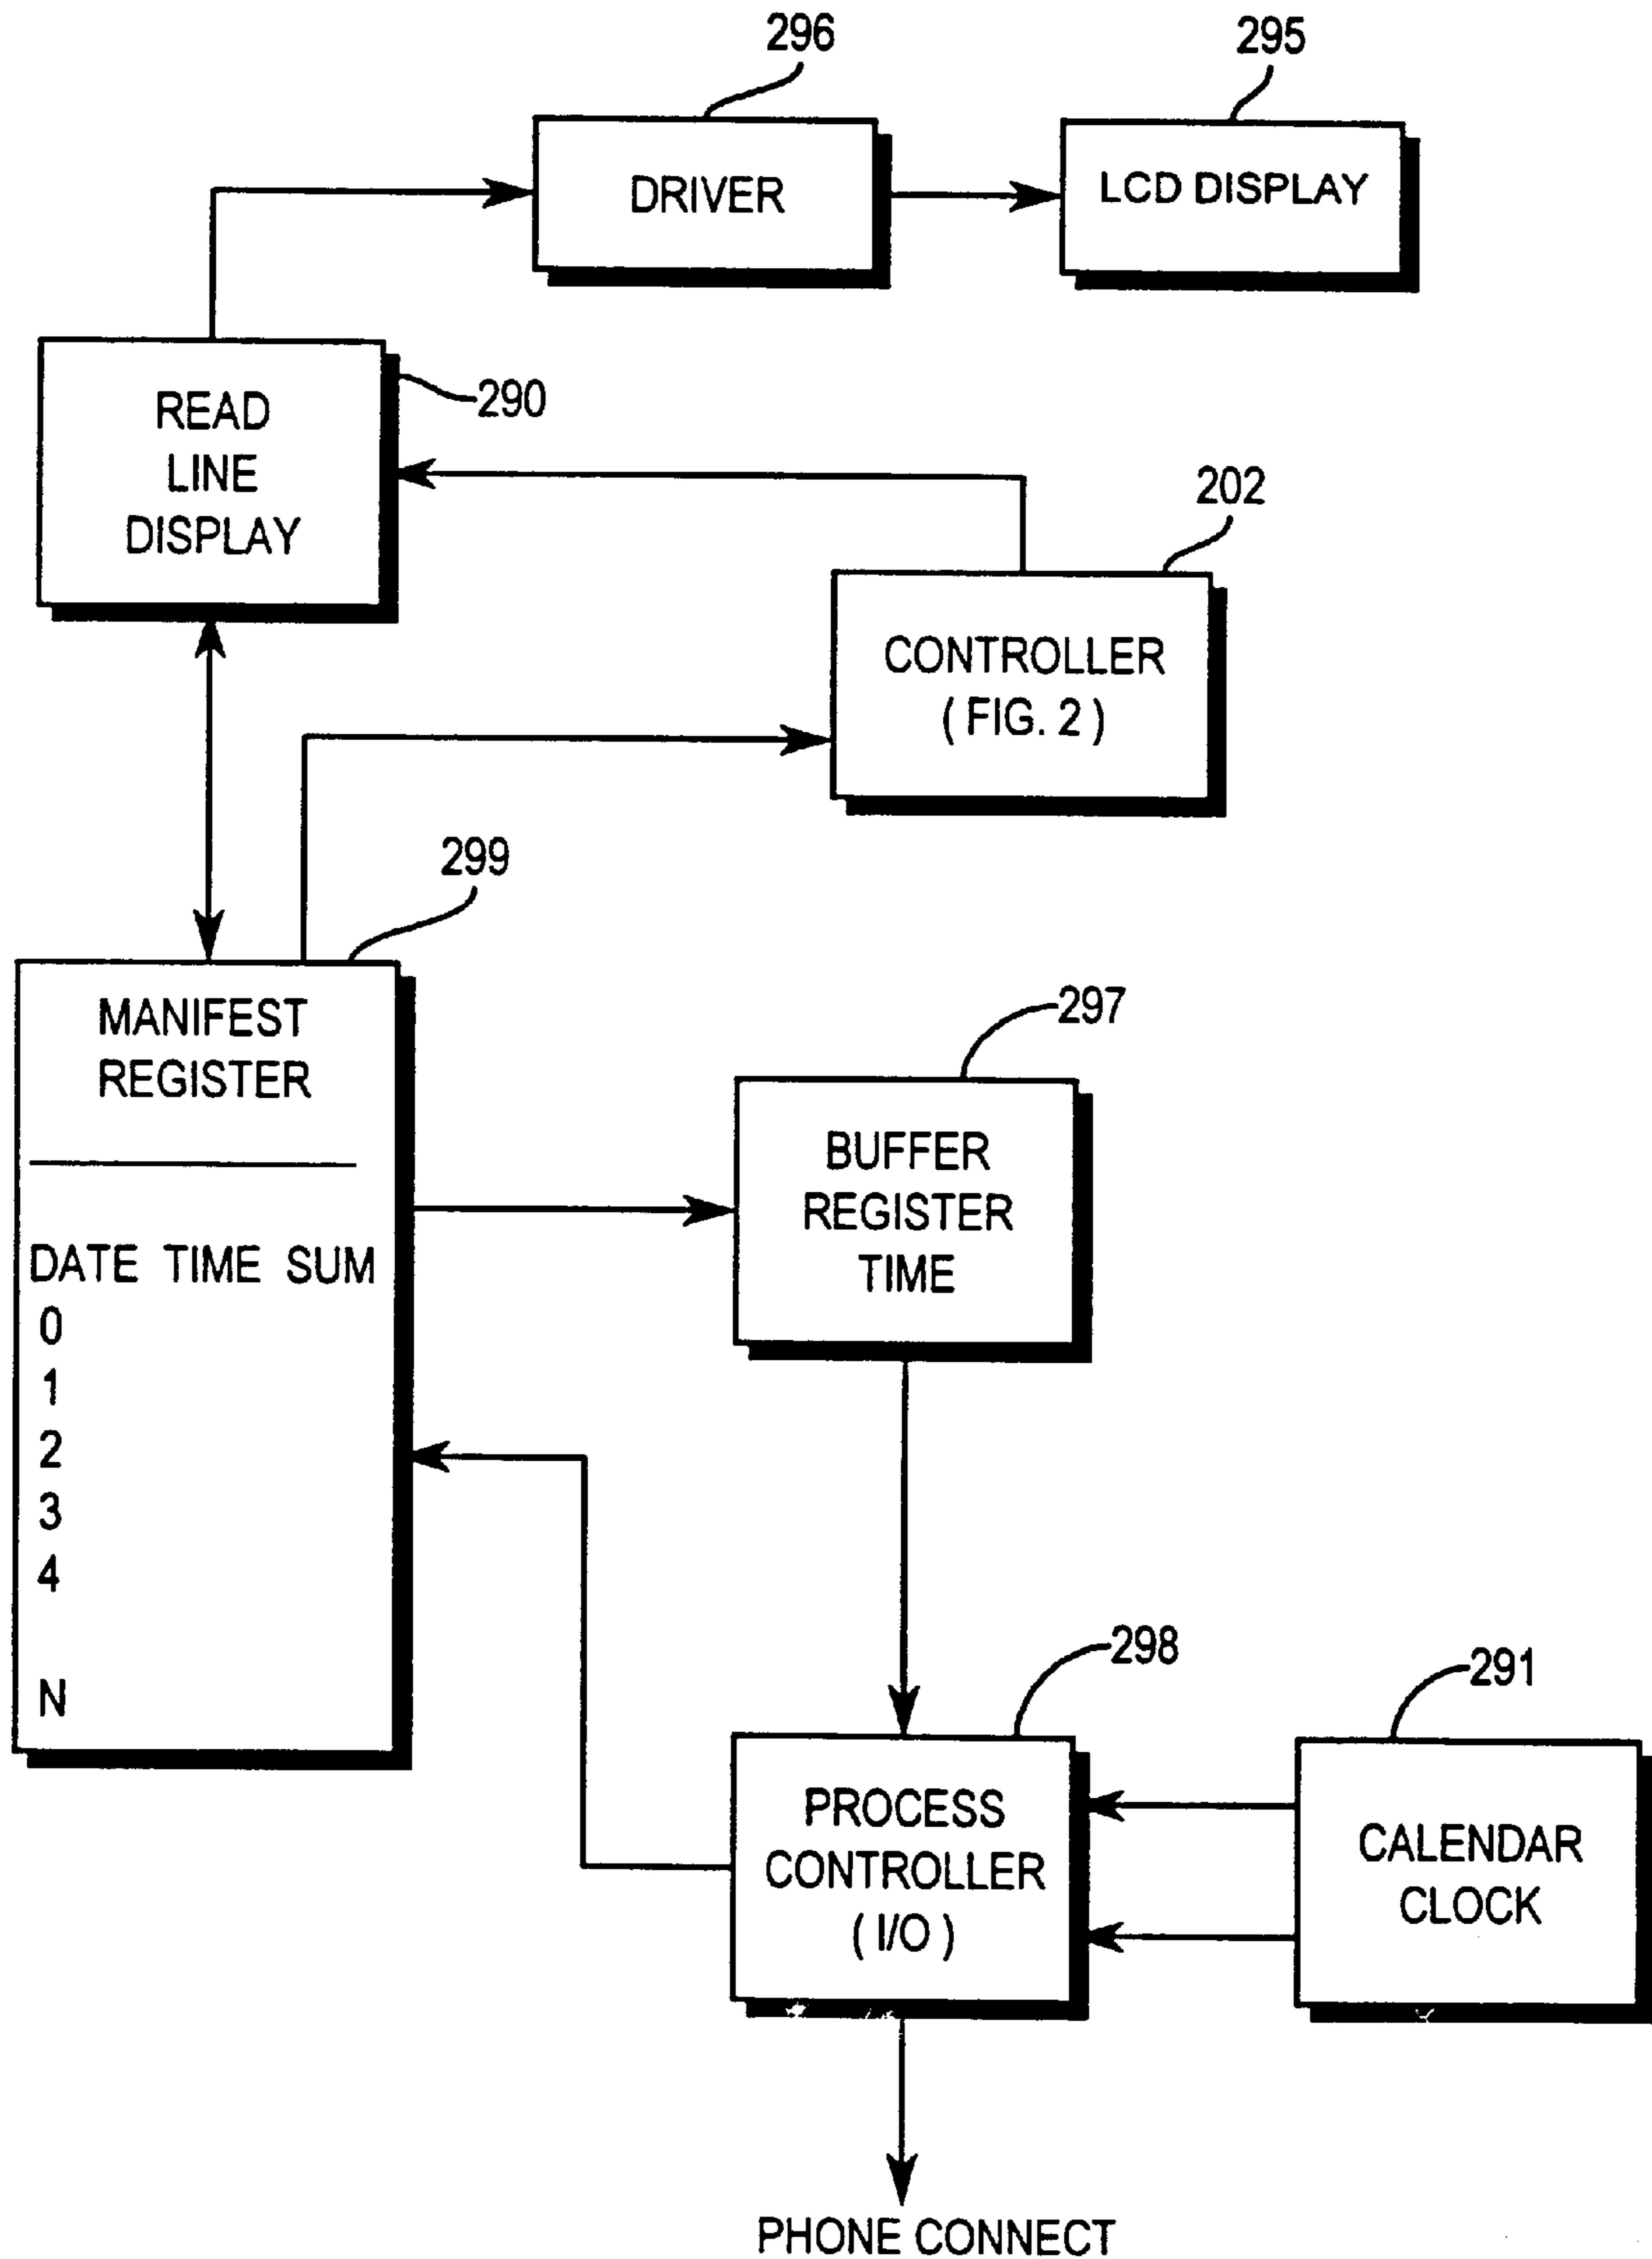 296
295
DRIVER
LCD DISPLAY
290
READ
LINE
DISPLAY
202
CONTROLLER
( FIG. 2 )
299
MANIFEST
REGISTER
297
BUFFER
REGISTER
TIME
DATE TIME SUM
0
1
2
3
4
N
298
291
PROCESS
CONTROLLER
( I/O )
CALENDAR
CLOCK
PHONE CONNECT